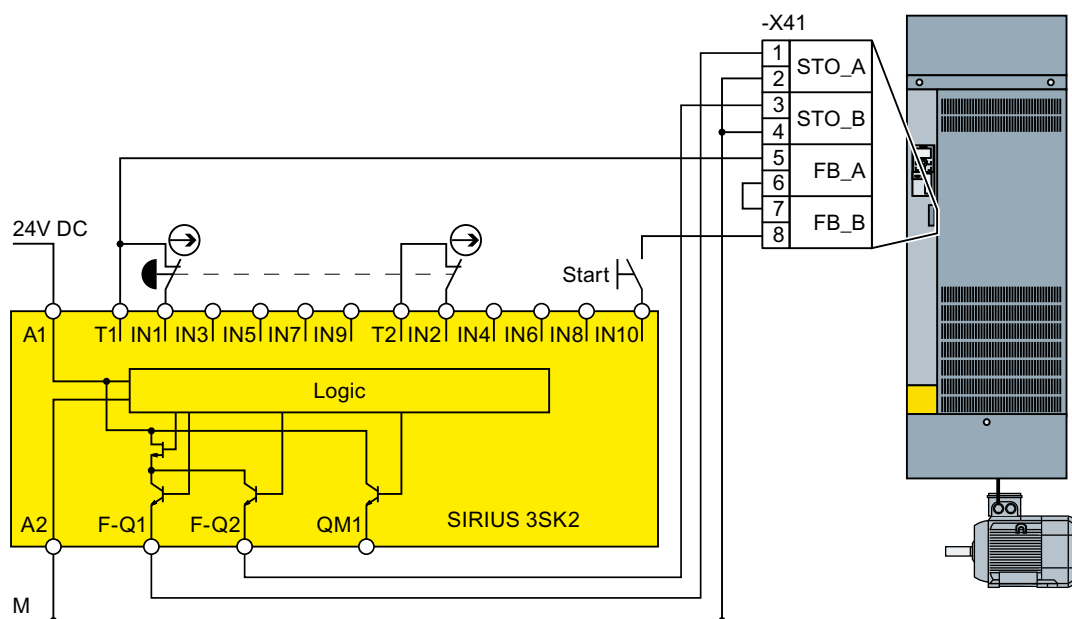 -X41
1
2
STO_A
3
4
STO_B
5
6
FB_A
7
8
FB_B
24V DC
Start
A1 T1 IN1 IN3 IN5 IN7 IN9 T2 IN2 IN4 IN6 IN8 IN10
Logic
A2 F-Q1 F-Q2 QM1 SIRIUS 3SK2
M